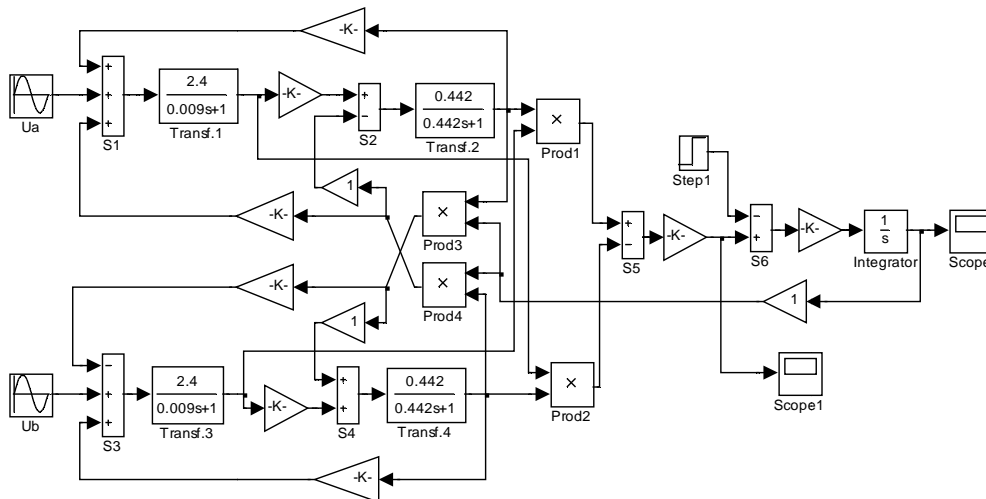 -K-
Ua
+
+
+
S1
2.4
0.009s+1
Transf.1
-K-
+
−
S2
0.442
0.442s+1
Transf.2
×
Prod1
1
-K-
×
Prod3
Step1
+
−
S5
-K-
−
+
S6
-K-
1
s
Integrator
Scope
-K-
×
Prod4
1
1
Ub
−
+
+
S3
2.4
0.009s+1
Transf.3
-K-
+
+
S4
0.442
0.442s+1
Transf.4
×
Prod2
Scope1
-K-